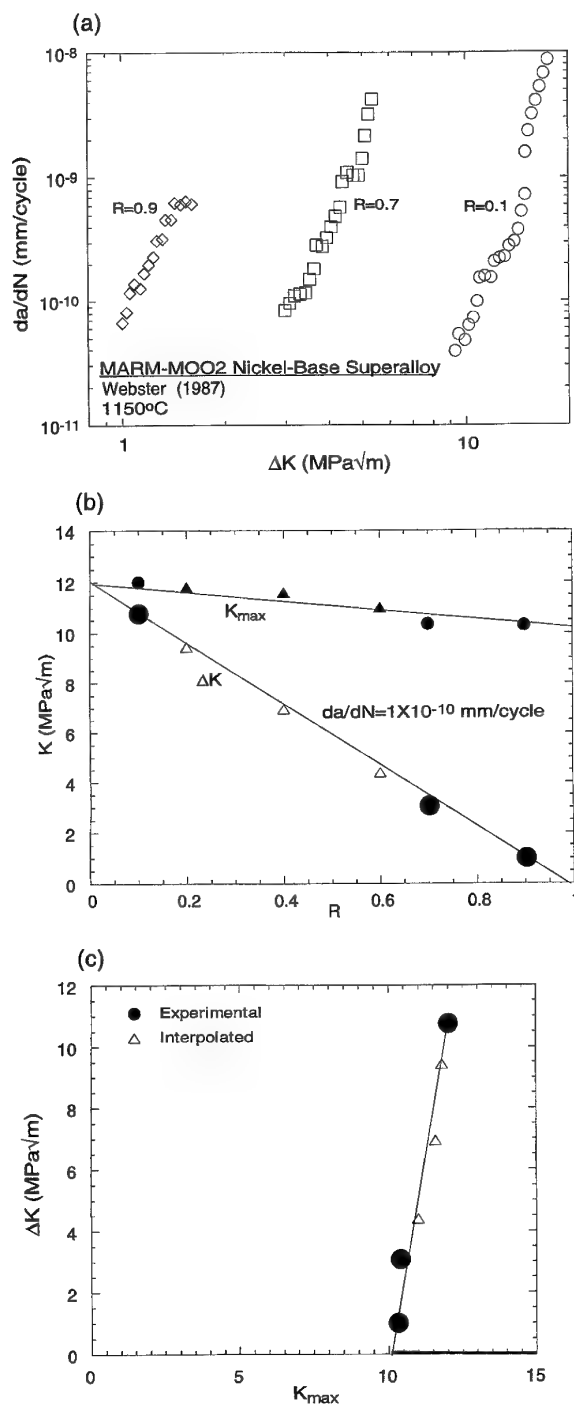 (a)
10-8
10-9
10-10
10-11
da/dN (mm/cycle)
R=0.9
R=0.7
R=0.1
MARM-MOO2 Nickel-Base Superalloy
Webster (1987)
1150ºC
1
10
ΔK (MPa√m)
(b)
14
12
10
8
6
4
2
0
K (MPa√m)
Kmax
ΔK
da/dN=1X10-10 mm/cycle
0
0.2
0.4
0.6
0.8
R
(c)
12
10
8
6
4
2
0
ΔK (MPa√m)
Experimental
Interpolated
0
5
10
15
Kmax